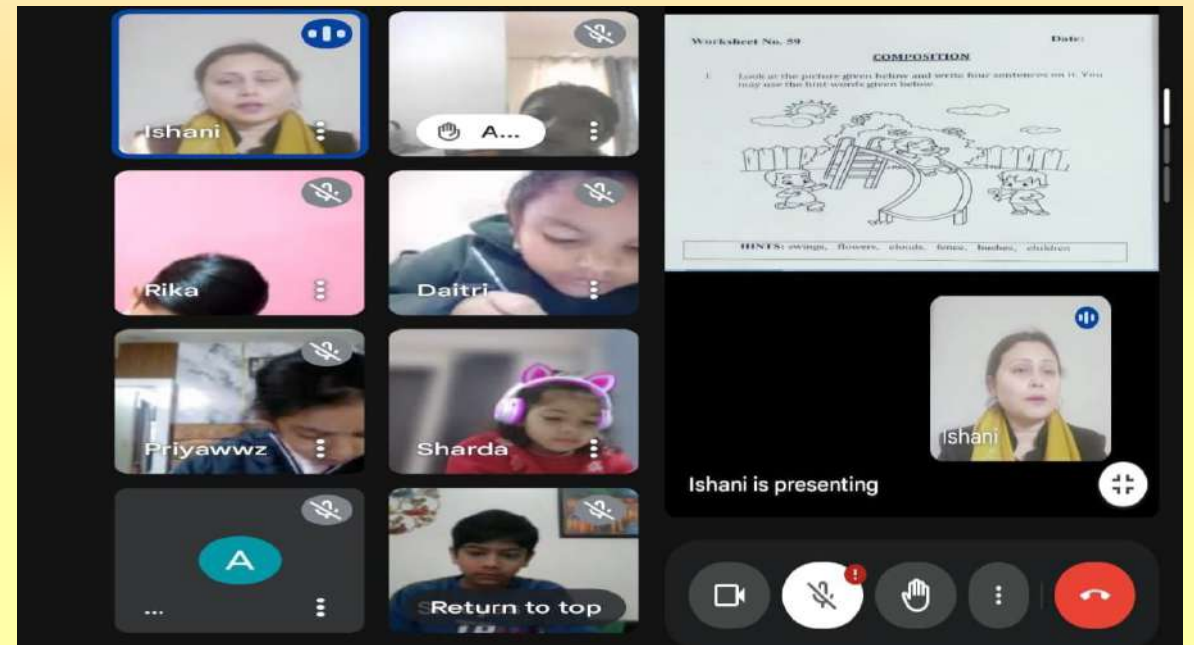 Ishani
A...
Rika
Daitri
Priyawwz
Sharda
A
...
Return to top
Worksheet No. 59
Date:
COMPOSITION
1. Look at the picture given below and write four sentences on it. You
may use the hint words given below.
HINTS: swings, flowers, clouds, fence, bushes, children
Ishani
Ishani is presenting